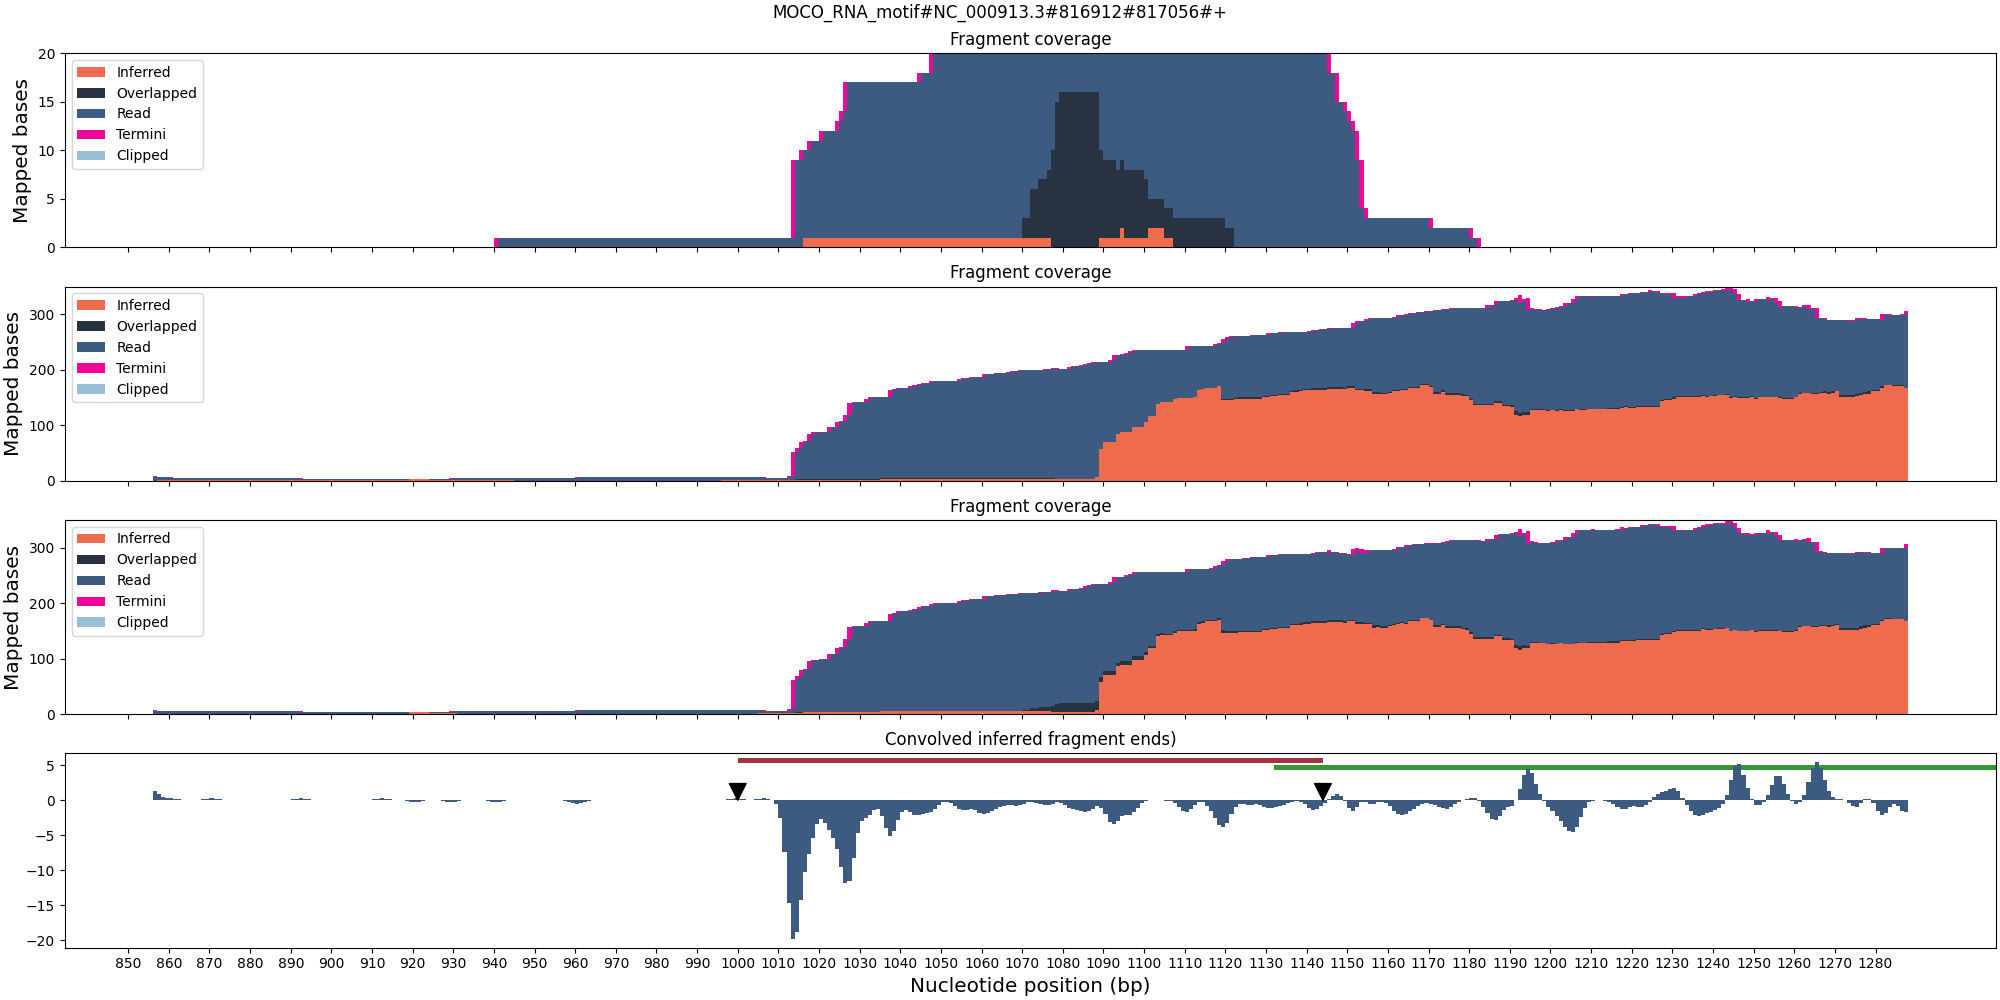 MOCO_RNA_motif#NC_000913.3#816912#817056#+
Fragment coverage
Mapped bases
20
15
10
5
0
Inferred
Overlapped
Read
Termini
Clipped
Fragment coverage
Mapped bases
300
200
100
0
Inferred
Overlapped
Read
Termini
Clipped
Fragment coverage
Mapped bases
300
200
100
0
Inferred
Overlapped
Read
Termini
Clipped
Convolved inferred fragment ends)
5
0
−5
−10
−15
−20
850 860 870 880 890 900 910 920 930 940 950 960 970 980 990 1000 1010 1020 1030 1040 1050 1060 1070 1080 1090 1100 1110 1120 1130 1140 1150 1160 1170 1180 1190 1200 1210 1220 1230 1240 1250 1260 1270 1280
Nucleotide position (bp)